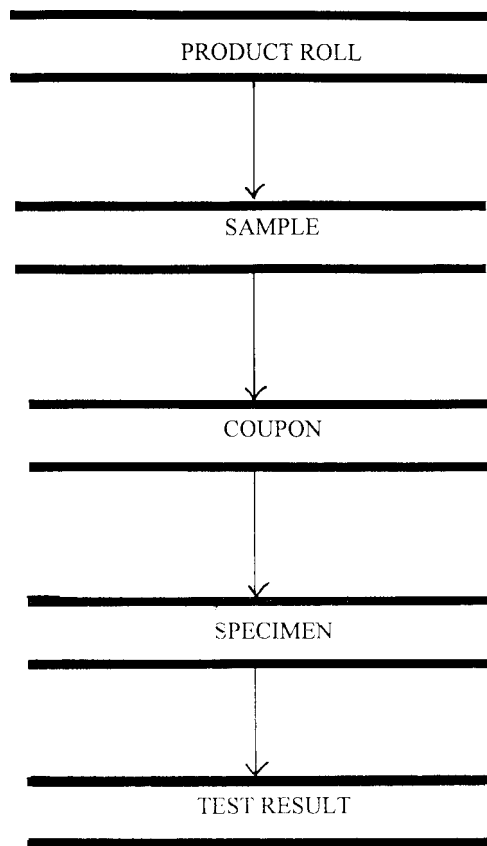 PRODUCT ROLL
SAMPLE
COUPON
SPECIMEN
TEST RESULT